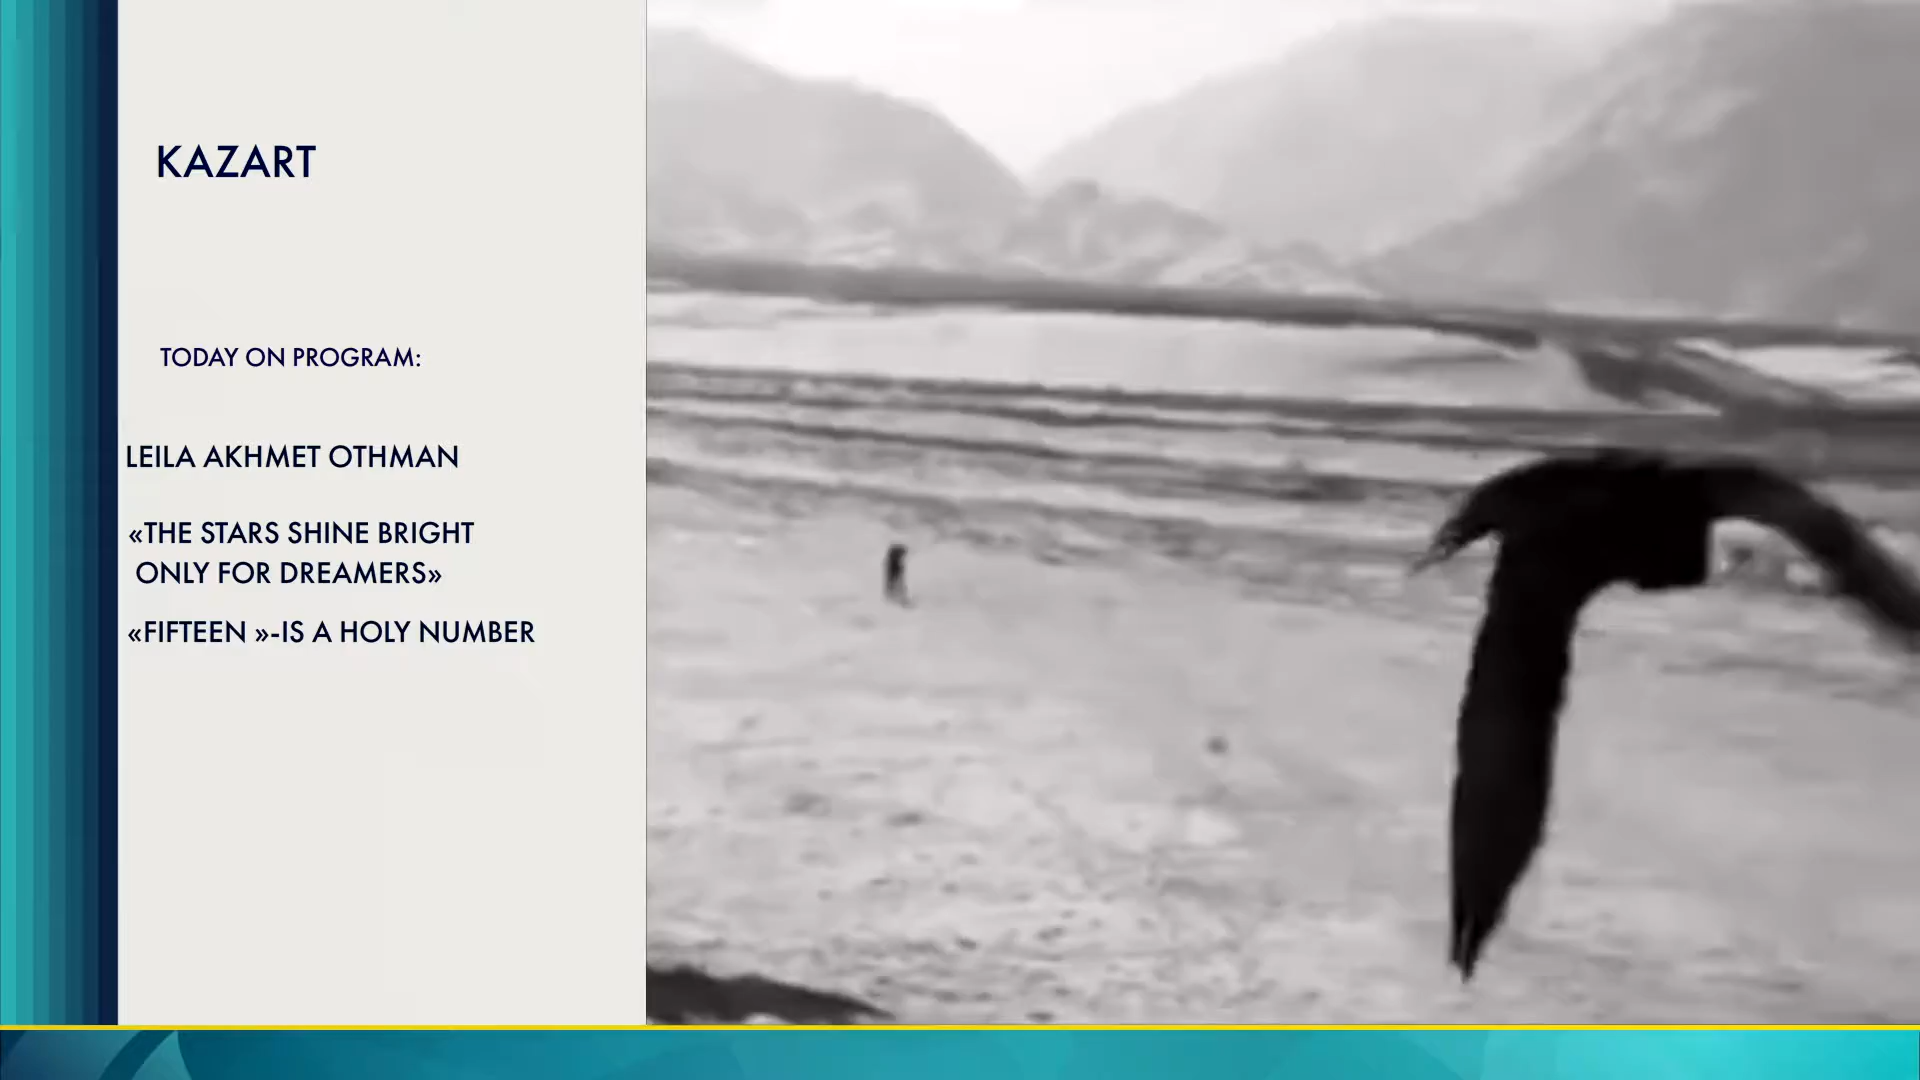 KAZART
TODAY ON PROGRAM:
LEILA AKHMET OTHMAN
«THE STARS SHINE BRIGHT
ONLY FOR DREAMERS»
«FIFTEEN »-IS A HOLY NUMBER